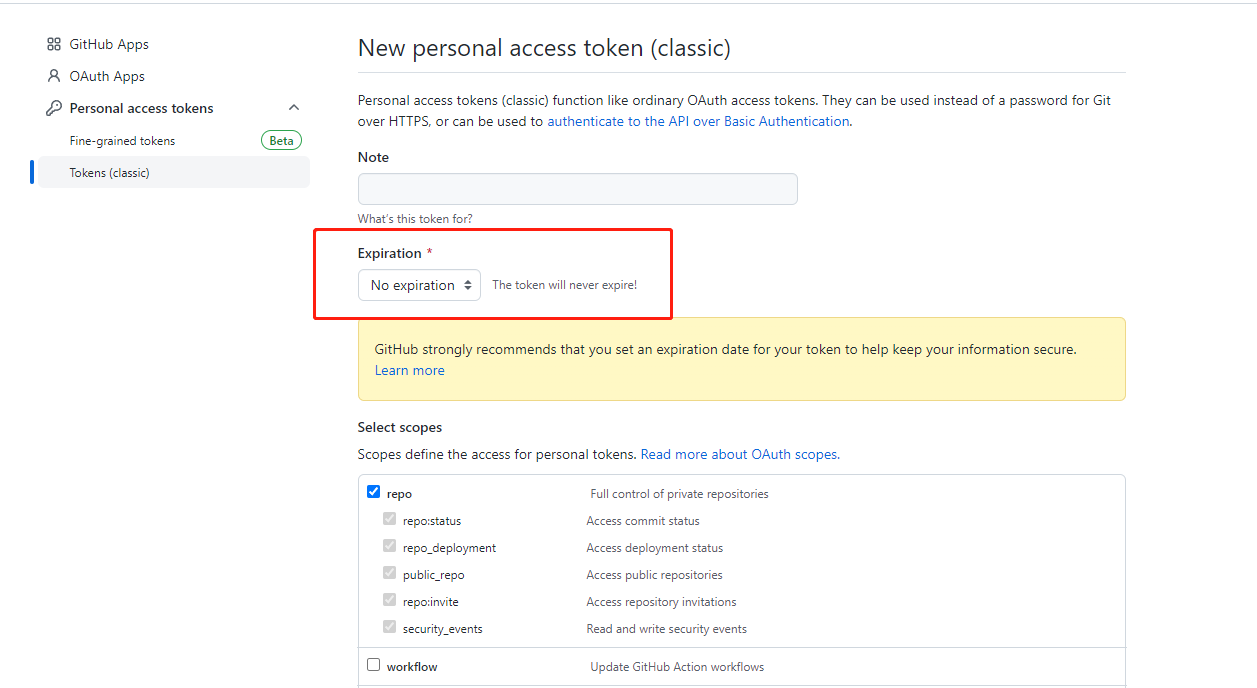 GitHub Apps
OAuth Apps
Personal access tokens
Fine-grained tokens Beta
Tokens (classic)
New personal access token (classic)
Personal access tokens (classic) function like ordinary OAuth access tokens. They can be used instead of a password for Git
over HTTPS, or can be used to authenticate to the API over Basic Authentication.
Note
What's this token for?
Expiration *
No expiration The token will never expire!
GitHub strongly recommends that you set an expiration date for your token to help keep your information secure.
Learn more
Select scopes
Scopes define the access for personal tokens. Read more about OAuth scopes.
repo Full control of private repositories
repo:status Access commit status
repo_deployment Access deployment status
public_repo Access public repositories
repo:invite Access repository invitations
security_events Read and write security events
workflow Update GitHub Action workflows